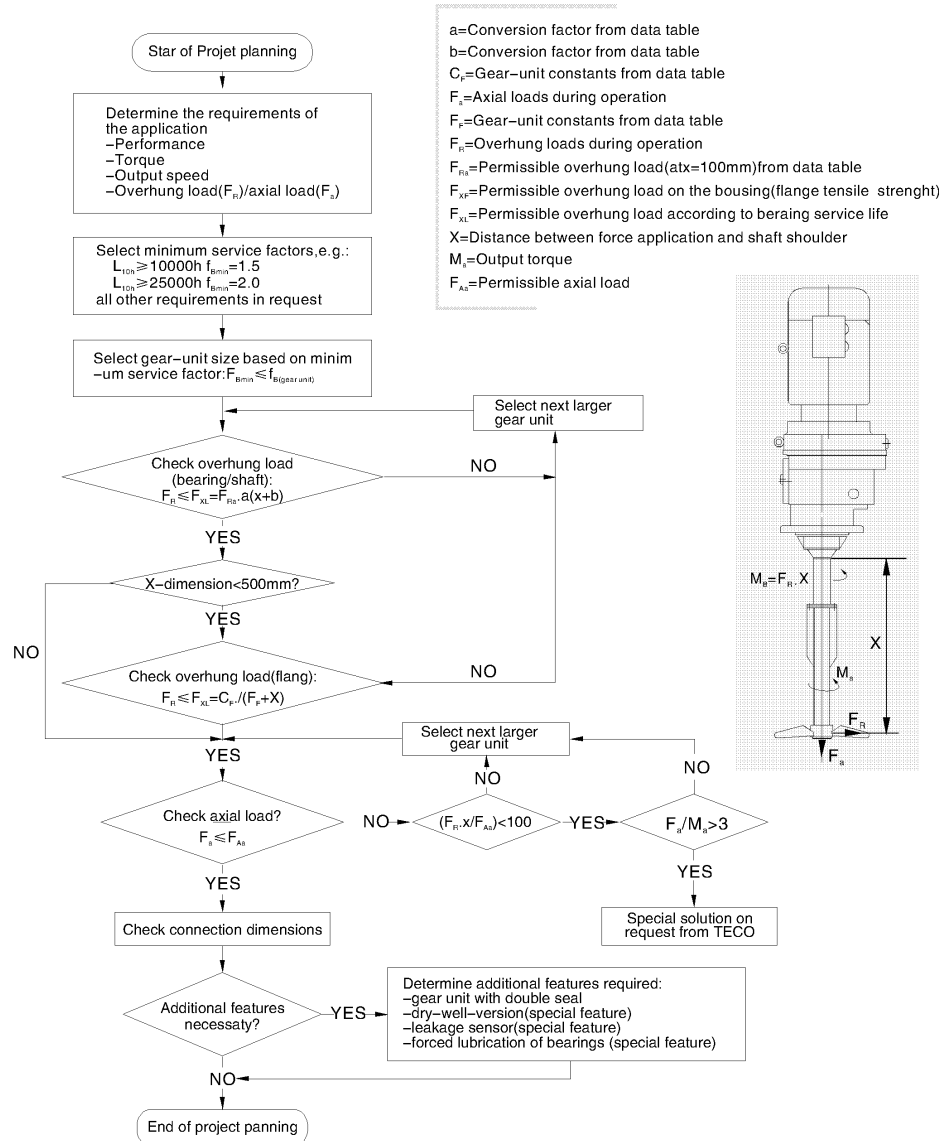 Star of Projet planning
Determine the requirements of
the application
–Performance
–Torque
–Output speed
–Overhung load(FR)/axial load(Fa)
Select minimum service factors,e.g.:
L10h≥10000h fBmin=1.5
L10h≥25000h fBmin=2.0
all other requirements in request
Select gear–unit size based on minim
–um service factor:FBmin≤fB(gear unit)
Select next larger
gear unit
Check overhung load
(bearing/shaft):
FR≤FXL=FRa.a(x+b)
NO
YES
X–dimension<500mm?
YES
NO
Check overhung load(flang):
FR≤FXL=CF./(FF+X)
NO
YES
Select next larger
gear unit
NO
NO
Check axial load?
Fa≤FAa
NO
(FR.x/FAa)<100
YES
Fa/Ma>3
YES
YES
Special solution on
request from TECO
Check connection dimensions
Additional features
necessaty?
YES
Determine additional features required:
–gear unit with double seal
–dry–well–version(special feature)
–leakage sensor(special feature)
–forced lubrication of bearings (special feature)
NO
End of project panning
a=Conversion factor from data table
b=Conversion factor from data table
CF=Gear–unit constants from data table
Fa=Axial loads during operation
FF=Gear–unit constants from data table
FR=Overhung loads during operation
FRa=Permissible overhung load(atx=100mm)from data table
FXF=Permissible overhung load on the bousing(flange tensile strenght)
FXL=Permissible overhung load according to beraing service life
X=Distance between force application and shaft shoulder
Ma=Output torque
FAa=Permissible axial load
MB=FR.X
X
Ma
FR
Fa